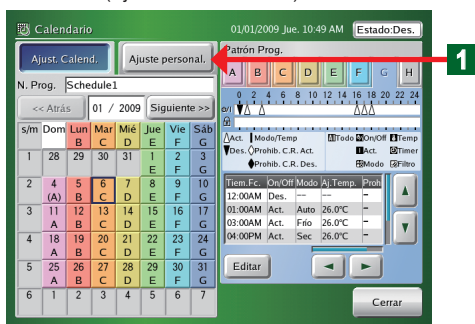 (Ajuste personal)
Calendario
01/01/2009 Jue. 10:49 AM
Estado:Des.
Ajust. Calend.
Ajuste personal.
1
N. Prog.
Schedule1
<< Atrás
01 / 2009
Siguiente >>
s/m Dom Lun Mar Mié Jue Vie Sáb
B C D E F G
1 28 29 30 31 1 2 3
E F G
2 4 5 6 7 8 9 10
(A) B C D E F G
3 11 12 13 14 15 16 17
A B C D E F G
4 18 19 20 21 22 23 24
A B C D E F G
5 25 26 27 28 29 30 31
A B C D E F G
6 1 2 3 4 5 6 7
Patrón Prog.
A B C D E F G H
0 2 4 6 8 10 12 14 16 18 20 22 24
Act. Modo/Temp Todo On/Off Temp
Des. Prohib. C.R. Act. Act. Timer
Prohib. C.R. Des. Modo Filtro
Tiem.Fc. On/Off Modo Aj.Temp. Proh
12:00AM Des. –
01:00AM Act. Auto 26.0°C –
03:00AM Act. Frío 26.0°C –
04:00PM Act. Sec 26.0°C –
Editar
Cerrar